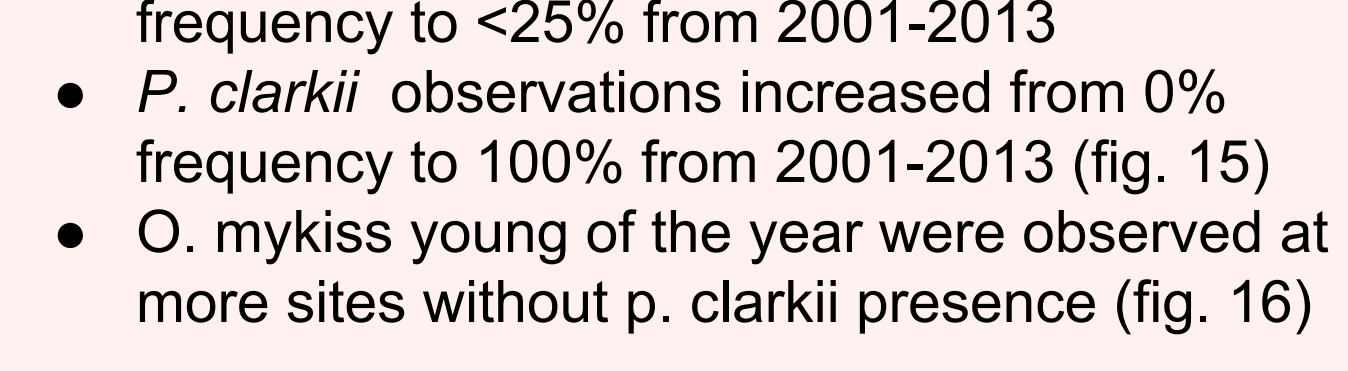 frequency to <25% from 2001-2013
● P. clarkii observations increased from 0%
frequency to 100% from 2001-2013 (fig. 15)
● O. mykiss young of the year were observed at
more sites without p. clarkii presence (fig. 16)